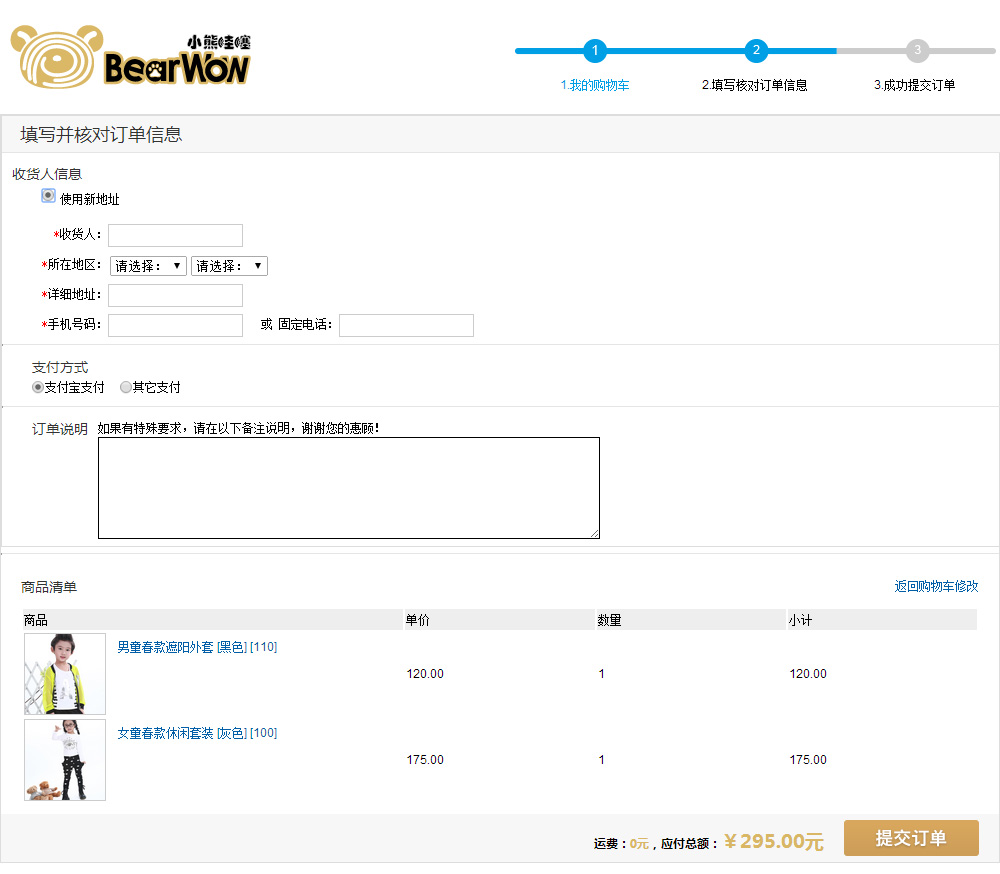 小熊哇噻
BearWon
1 2 3
1.我的购物车 2.填写核对订单信息 3.成功提交订单
填写并核对订单信息
收货人信息
使用新地址
*收货人：
*所在地区： 请选择： 请选择：
*详细地址：
*手机号码： 或 固定电话：
支付方式
支付宝支付 其它支付
订单说明 如果有特殊要求，请在以下备注说明，谢谢您的惠顾！
商品清单 返回购物车修改
商品 单价 数量 小计
男童春款遮阳外套 [黑色] [110]
120.00 1 120.00
女童春款休闲套装 [灰色] [100]
175.00 1 175.00
运费：0元，应付总额：￥295.00元 提交订单